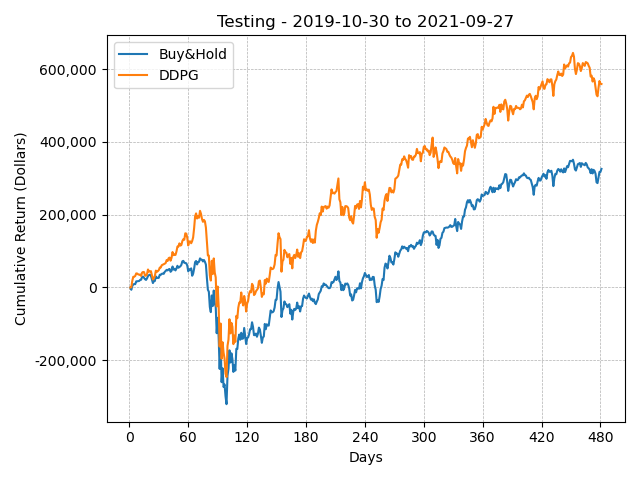 Testing - 2019-10-30 to 2021-09-27
Buy&Hold
DDPG
Cumulative Return (Dollars)
600,000
400,000
200,000
0
-200,000
0 60 120 180 240 300 360 420 480
Days